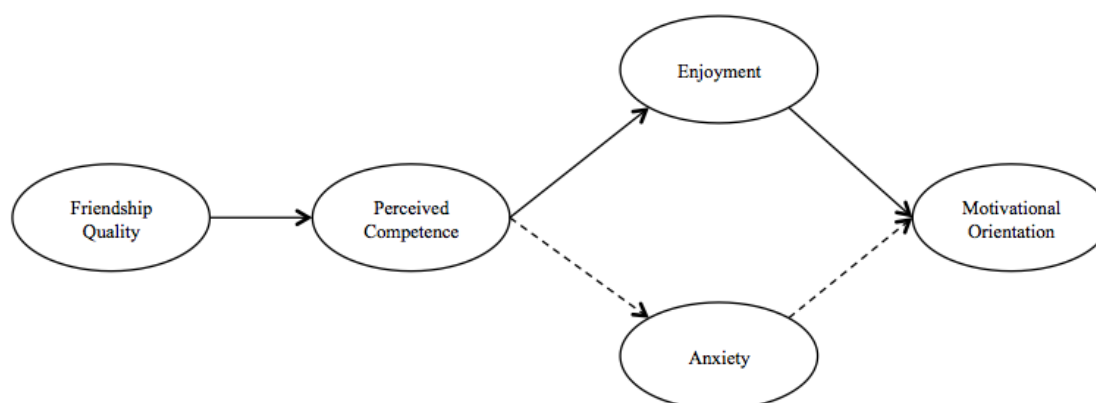 Enjoyment
Friendship
Quality
Perceived
Competence
Motivational
Orientation
Anxiety